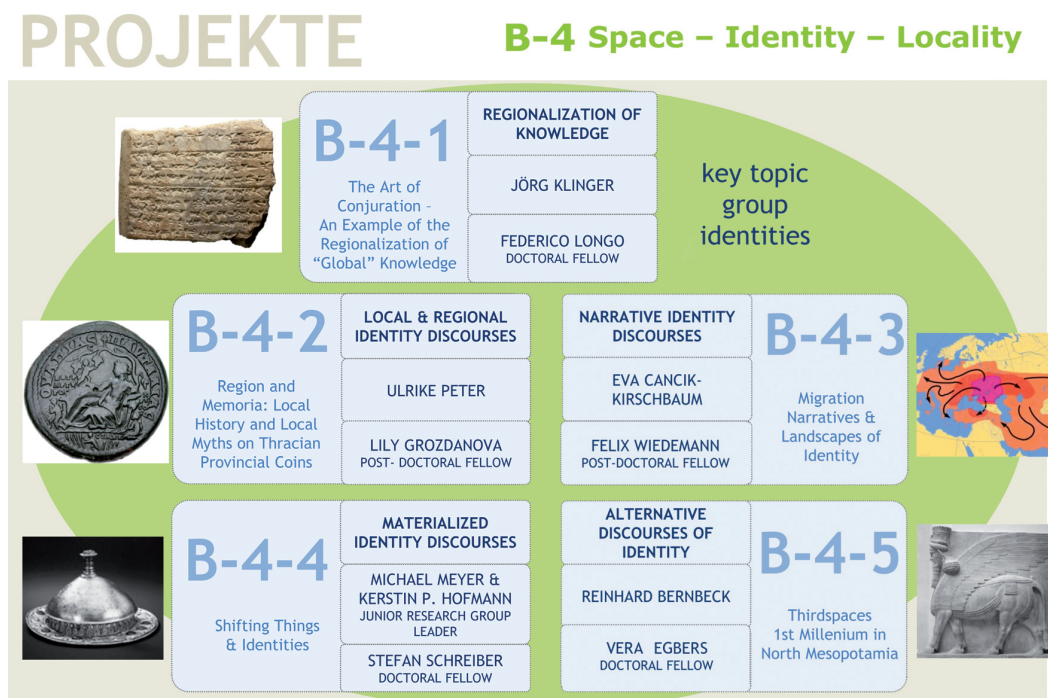 PROJEKTE
B-4 Space – Identity – Locality
B-4-1
The Art of
Conjuration –
An Example of the
Regionalization of
“Global” Knowledge
REGIONALIZATION OF
KNOWLEDGE
JÖRG KLINGER
FEDERICO LONGO
DOCTORAL FELLOW
key topic
group
identities
B-4-2
Region and
Memoria: Local
History and Local
Myths on Thracian
Provincial Coins
LOCAL & REGIONAL
IDENTITY DISCOURSES
ULRIKE PETER
LILY GROZDANOVA
POST- DOCTORAL FELLOW
NARRATIVE IDENTITY
DISCOURSES
EVA CANCIK-
KIRSCHBAUM
FELIX WIEDEMANN
POST-DOCTORAL FELLOW
B-4-3
Migration
Narratives &
Landscapes of
Identity
B-4-4
Shifting Things
& Identities
MATERIALIZED
IDENTITY DISCOURSES
MICHAEL MEYER &
KERSTIN P. HOFMANN
JUNIOR RESEARCH GROUP
LEADER
STEFAN SCHREIBER
DOCTORAL FELLOW
ALTERNATIVE
DISCOURSES OF
IDENTITY
REINHARD BERNBECK
VERA EGBERS
DOCTORAL FELLOW
B-4-5
Thirdspaces
1st Millenium in
North Mesopotamia